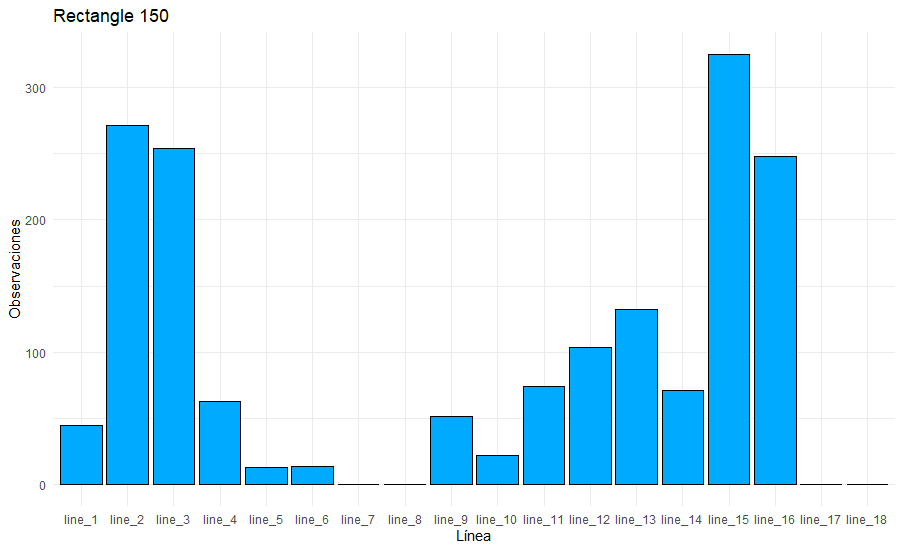 Rectangle 150
Observaciones
300
200
100
0
line_1 line_2 line_3 line_4 line_5 line_6 line_7 line_8 line_9 line_10 line_11 line_12 line_13 line_14 line_15 line_16 line_17 line_18
Línea